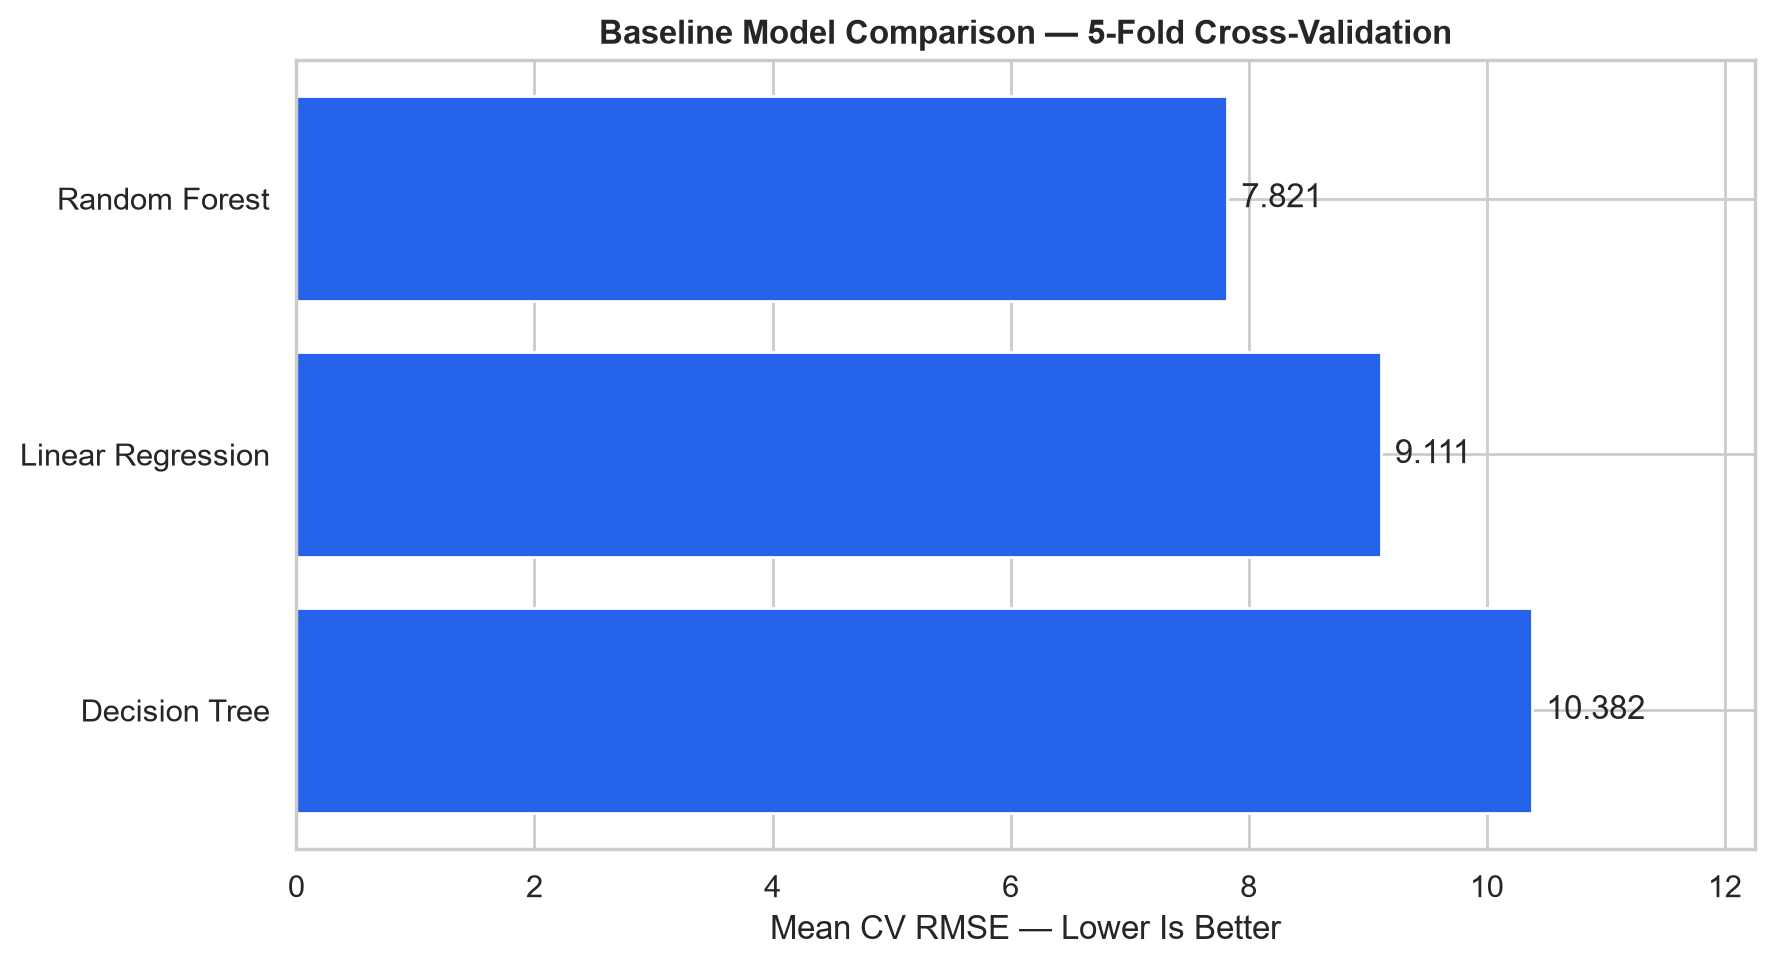 Baseline Model Comparison — 5-Fold Cross-Validation
Random Forest
7.821
Linear Regression
9.111
Decision Tree
10.382
0 2 4 6 8 10 12
Mean CV RMSE — Lower Is Better